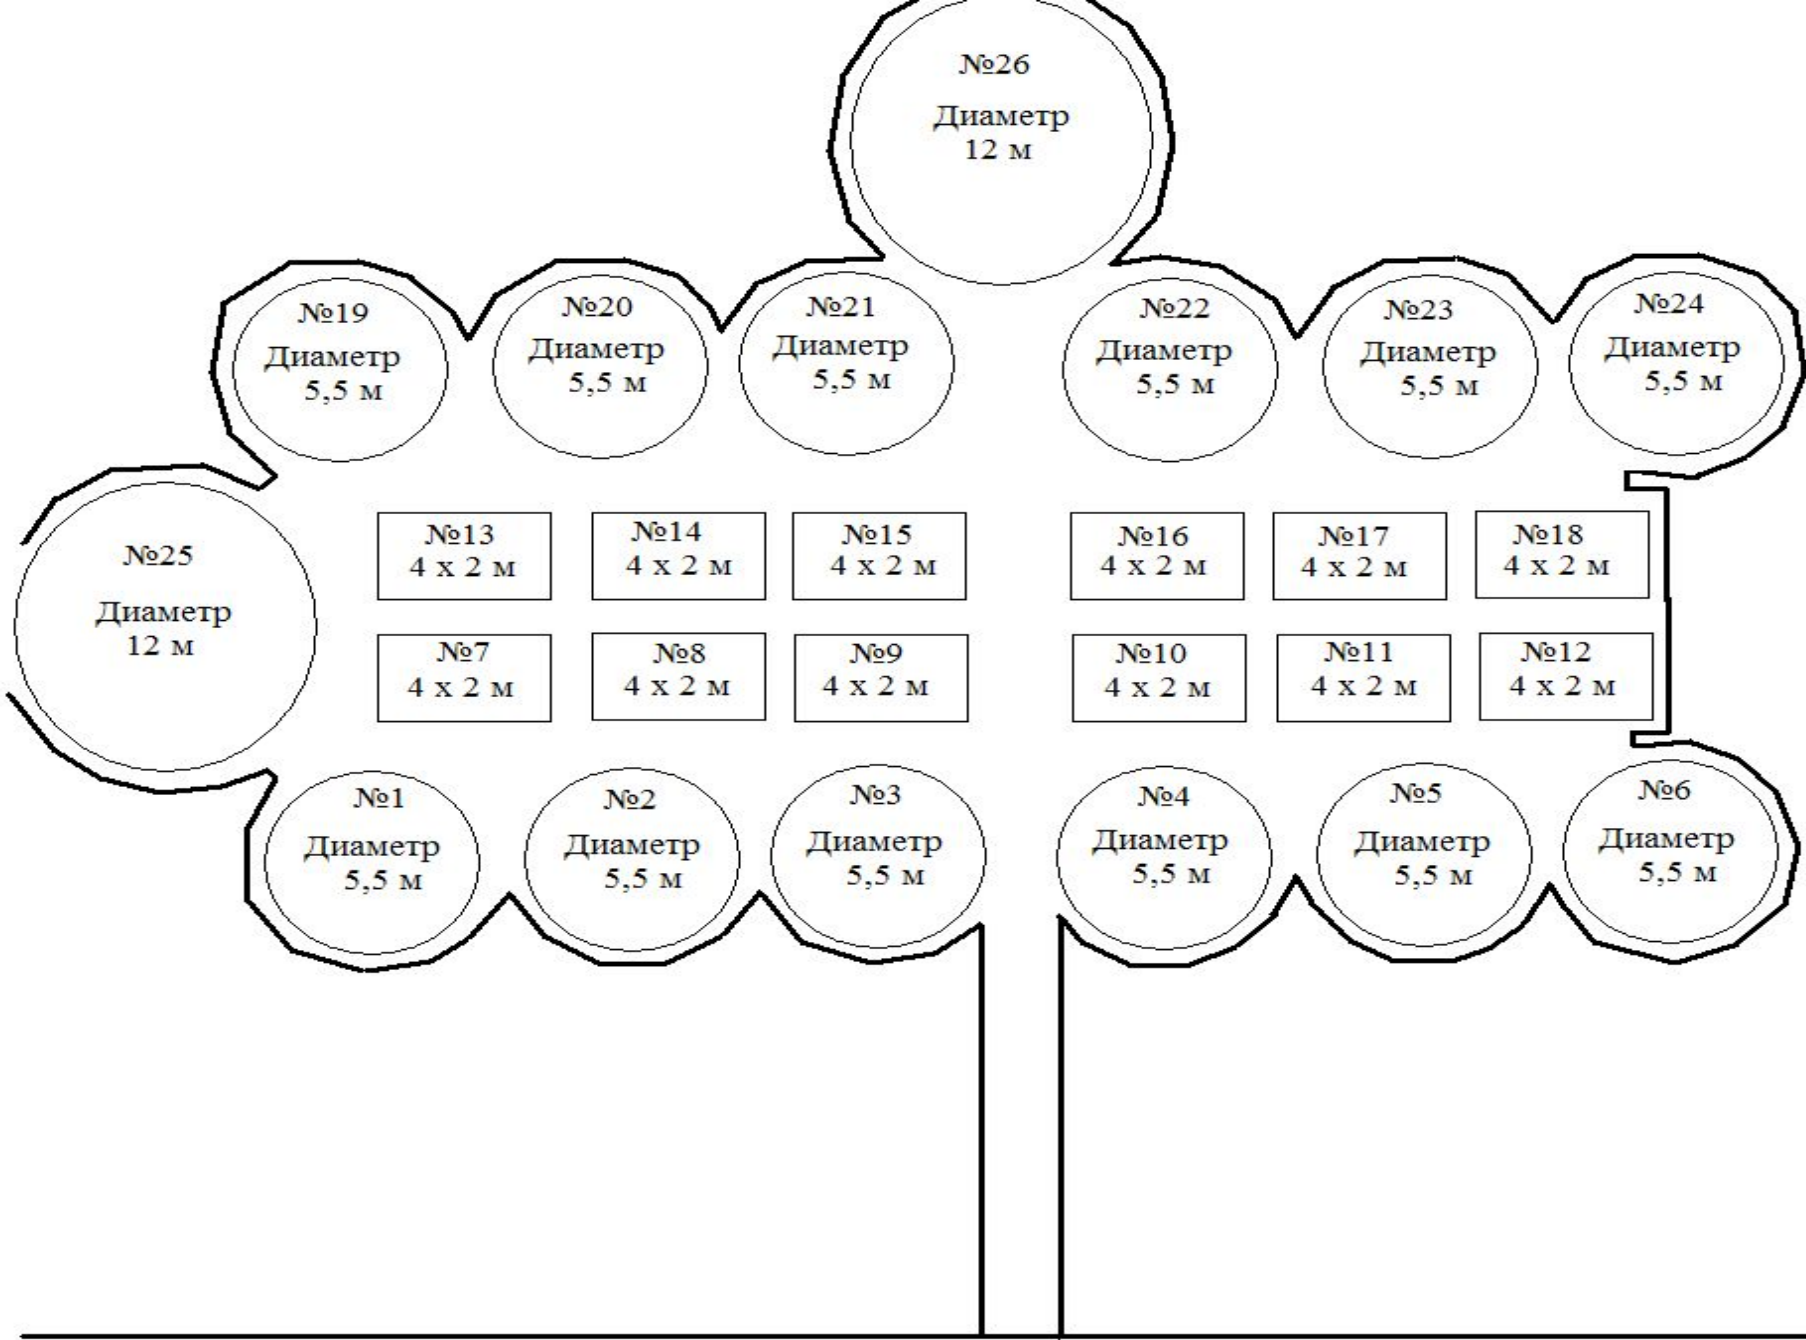 №26
Диаметр
12 м
№19
Диаметр
5,5 м
№20
Диаметр
5,5 м
№21
Диаметр
5,5 м
№22
Диаметр
5,5 м
№23
Диаметр
5,5 м
№24
Диаметр
5,5 м
№25
Диаметр
12 м
№13
4 x 2 м
№14
4 x 2 м
№15
4 x 2 м
№16
4 x 2 м
№17
4 x 2 м
№18
4 x 2 м
№7
4 x 2 м
№8
4 x 2 м
№9
4 x 2 м
№10
4 x 2 м
№11
4 x 2 м
№12
4 x 2 м
№1
Диаметр
5,5 м
№2
Диаметр
5,5 м
№3
Диаметр
5,5 м
№4
Диаметр
5,5 м
№5
Диаметр
5,5 м
№6
Диаметр
5,5 м